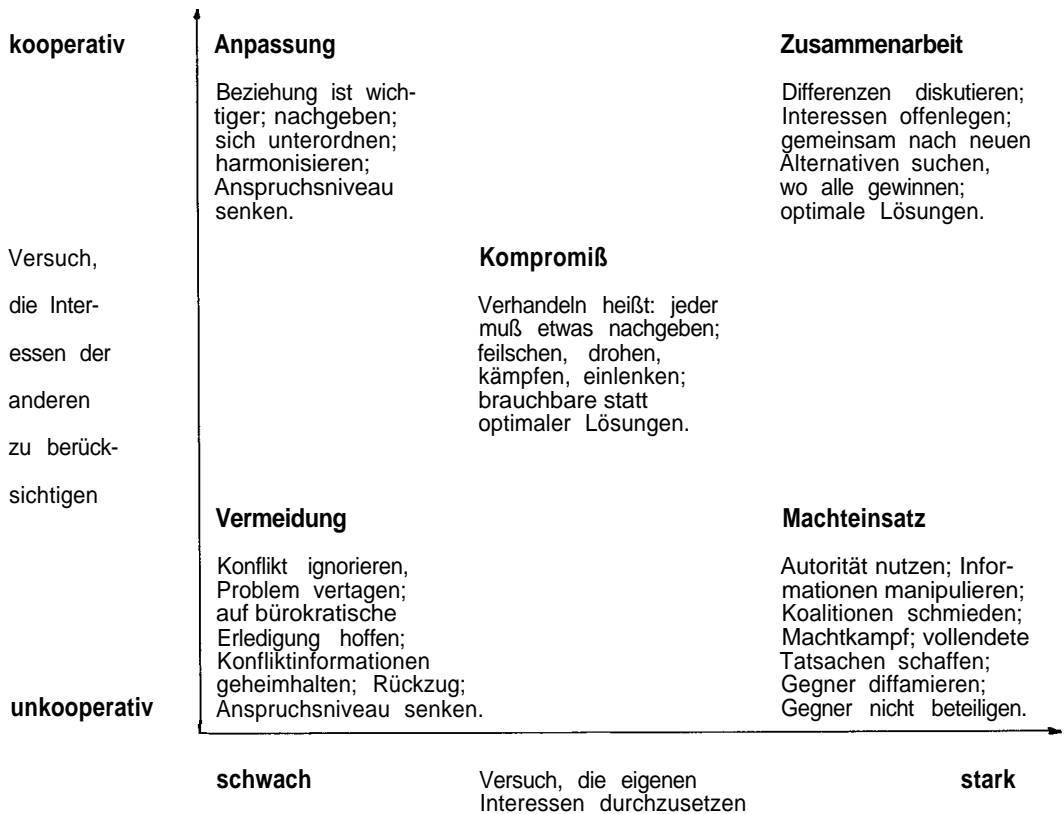 kooperativ
Anpassung
Beziehung ist wich-
tiger; nachgeben;
sich unterordnen;
harmonisieren;
Anspruchsniveau
senken.
Zusammenarbeit
Differenzen diskutieren;
Interessen offenlegen;
gemeinsam nach neuen
Alternativen suchen,
wo alle gewinnen;
optimale Lösungen.
Versuch,
die Inter-
essen der
anderen
zu berück-
sichtigen
Kompromiß
Verhandeln heißt: jeder
muß etwas nachgeben;
feilschen, drohen,
kämpfen, einlenken;
brauchbare statt
optimaler Lösungen.
Vermeidung
Konflikt ignorieren,
Problem vertagen;
auf bürokratische
Erledigung hoffen;
Konfliktinformationen
geheimhalten; Rückzug;
Anspruchsniveau senken.
Machteinsatz
Autorität nutzen; Infor-
mationen manipulieren;
Koalitionen schmieden;
Machtkampf; vollendete
Tatsachen schaffen;
Gegner diffamieren;
Gegner nicht beteiligen.
unkooperativ
schwach
Versuch, die eigenen
Interessen durchzusetzen
stark